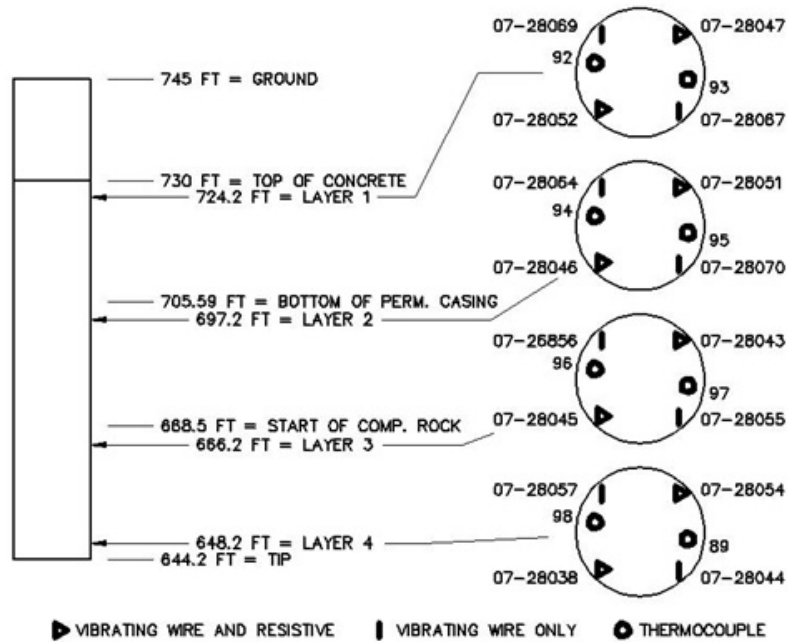 745 FT = GROUND
730 FT = TOP OF CONCRETE
724.2 FT = LAYER 1
705.59 FT = BOTTOM OF PERM. CASING
697.2 FT = LAYER 2
668.5 FT = START OF COMP. ROCK
666.2 FT = LAYER 3
648.2 FT = LAYER 4
644.2 FT = TIP
07-28069
07-28047
92
93
07-28052
07-28067
07-28064
07-28051
94
95
07-28046
07-28070
07-26856
07-28043
96
97
07-28045
07-28055
07-28057
07-28054
98
89
07-28038
07-28044
VIBRATING WIRE AND RESISTIVE
VIBRATING WIRE ONLY
THERMOCOUPLE